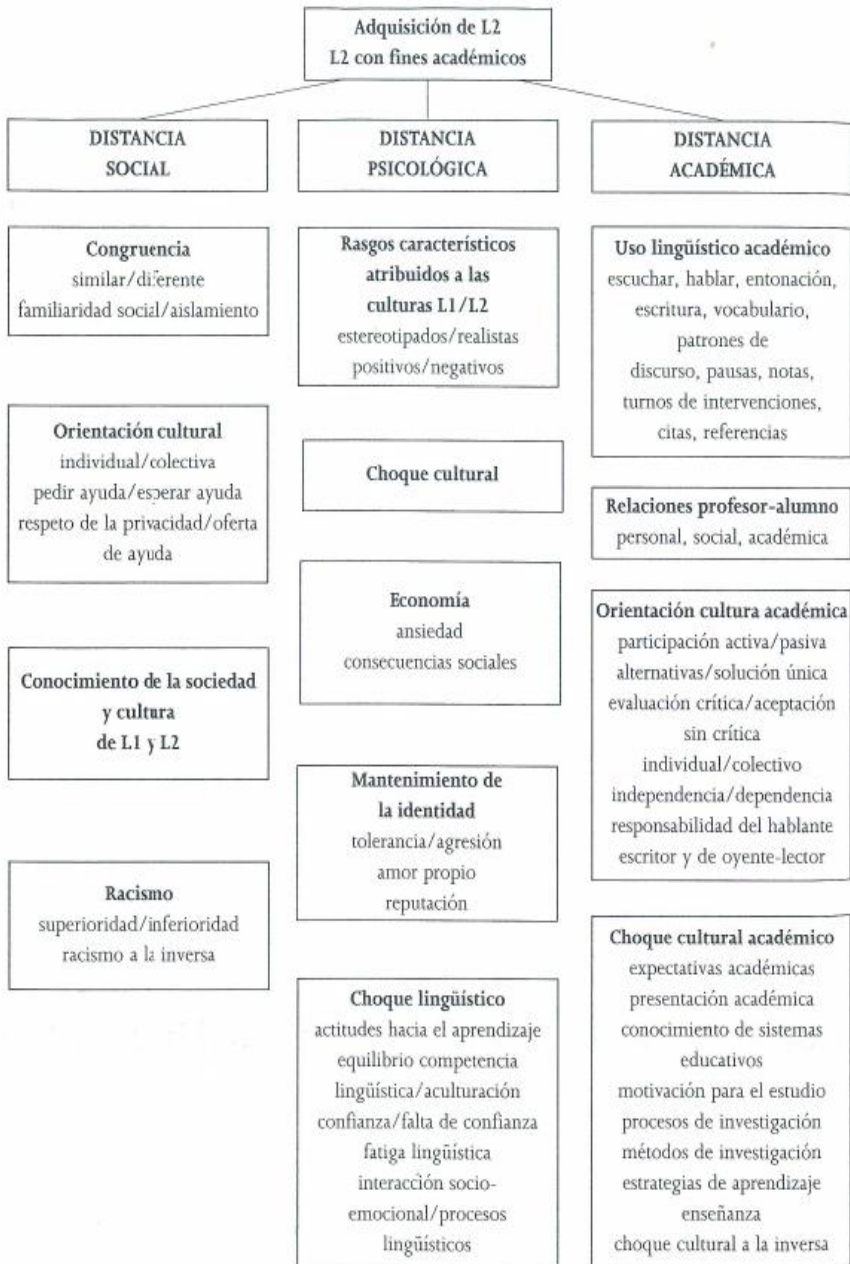 Adquisición de L2
L2 con fines académicos
DISTANCIA
SOCIAL
Congruencia
similar/diferente
familiaridad social/aislamiento
Orientación cultural
individual/colectiva
pedir ayuda/esperar ayuda
respeto de la privacidad/oferta
de ayuda
Conocimiento de la sociedad
y cultura
de L1 y L2
Racismo
superioridad/inferioridad
racismo a la inversa
DISTANCIA
PSICOLÓGICA
Rasgos característicos
atribuidos a las
culturas L1/L2
estereotipados/realistas
positivos/negativos
Choque cultural
Economía
ansiedad
consecuencias sociales
Mantenimiento de
la identidad
tolerancia/agresión
amor propio
reputación
Choque lingüístico
actitudes hacia el aprendizaje
equilibrio competencia
lingüística/aculturación
confianza/falta de confianza
fatiga lingüística
interacción socio-
emocional/procesos
lingüísticos
DISTANCIA
ACADÉMICA
Uso lingüístico académico
escuchar, hablar, entonación,
escritura, vocabulario,
patrones de
discurso, pausas, notas,
turnos de intervenciones,
citas, referencias
Relaciones profesor-alumno
personal, social, académica
Orientación cultura académica
participación activa/pasiva
alternativas/solución única
evaluación crítica/aceptación
sin crítica
individual/colectivo
independencia/dependencia
responsabilidad del hablante
escritor y de oyente-lector
Choque cultural académico
expectativas académicas
presentación académica
conocimiento de sistemas
educativos
motivación para el estudio
procesos de investigación
métodos de investigación
estrategias de aprendizaje
enseñanza
choque cultural a la inversa